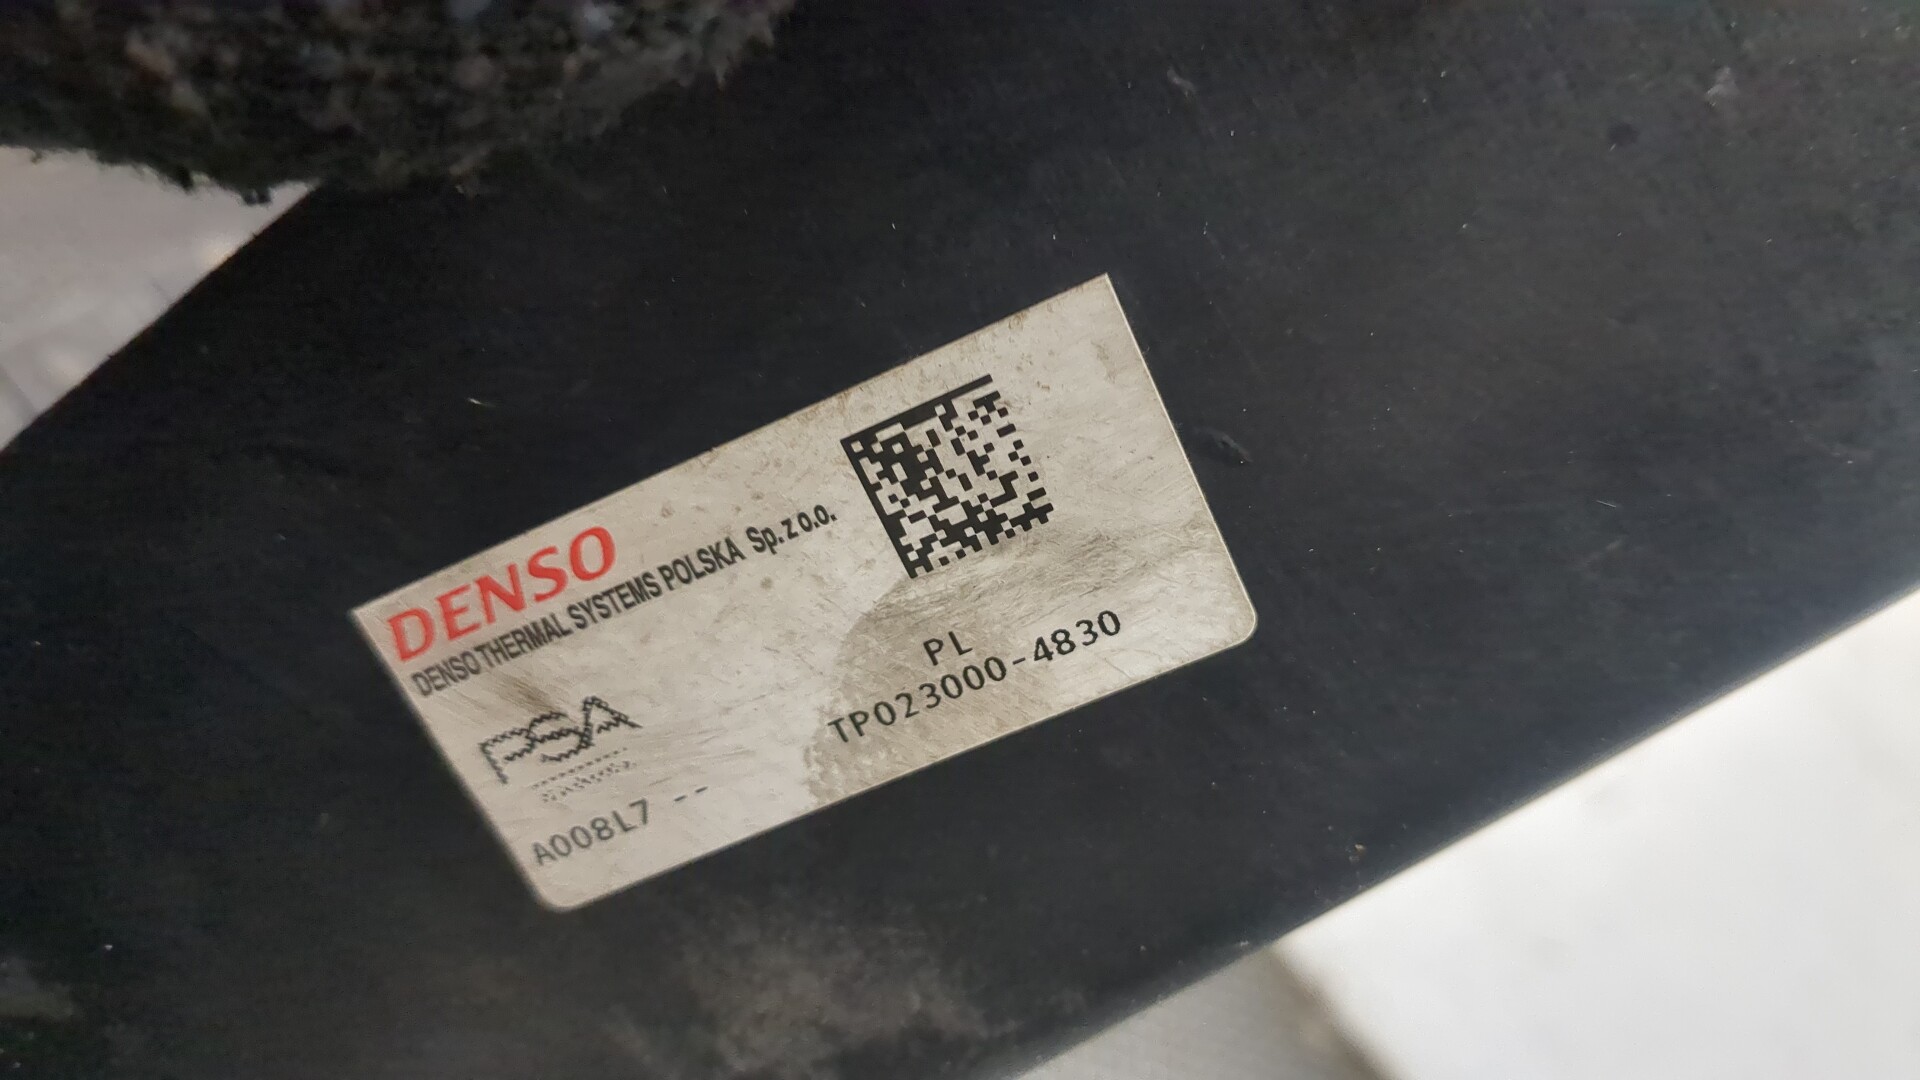 DENSO
DENSO THERMAL SYSTEMS POLSKA Sp. z o.o.
PSA
A008L7 --
PL
TP023000-4830